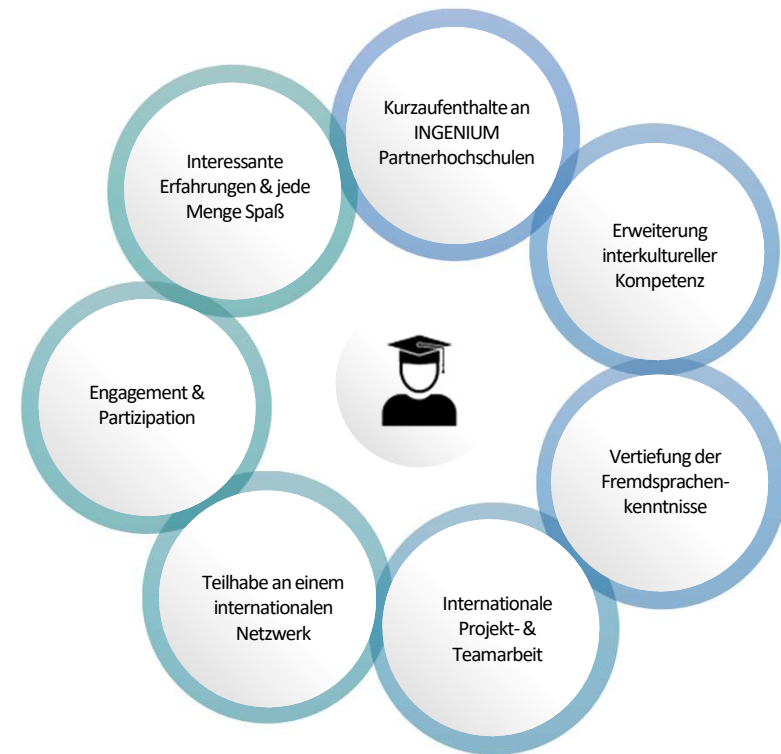 Kurzaufenthalte an
INGENIUM
Partnerhochschulen
Erweiterung
interkultureller
Kompetenz
Vertiefung der
Fremdsprachen-
kenntnisse
Internationale
Projekt- &
Teamarbeit
Teilhabe an einem
internationalen
Netzwerk
Engagement &
Partizipation
Interessante
Erfahrungen & jede
Menge Spaß